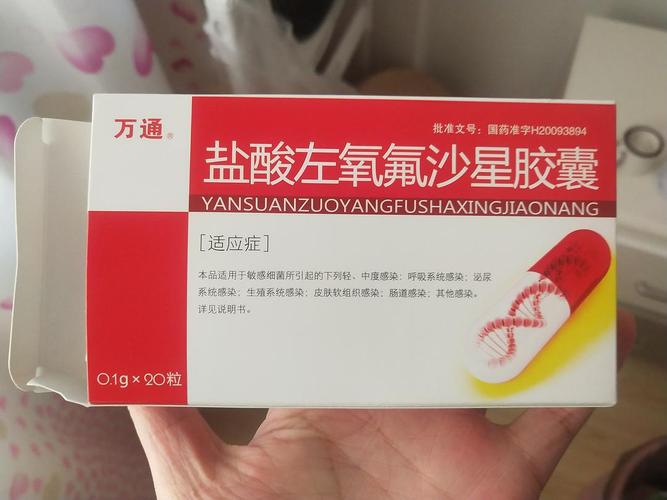 万通®
批准文号：国药准字H20093894
盐酸左氧氟沙星胶囊
YANSUANZUOYANGFUSHAXINGJIAONANG
[适应症]
本品适用于敏感细菌所引起的下列轻、中度感染：呼吸系统感染；泌尿
系统感染；生殖系统感染；皮肤软组织感染；肠道感染；其他感染。
详见说明书。
0.1g×20粒